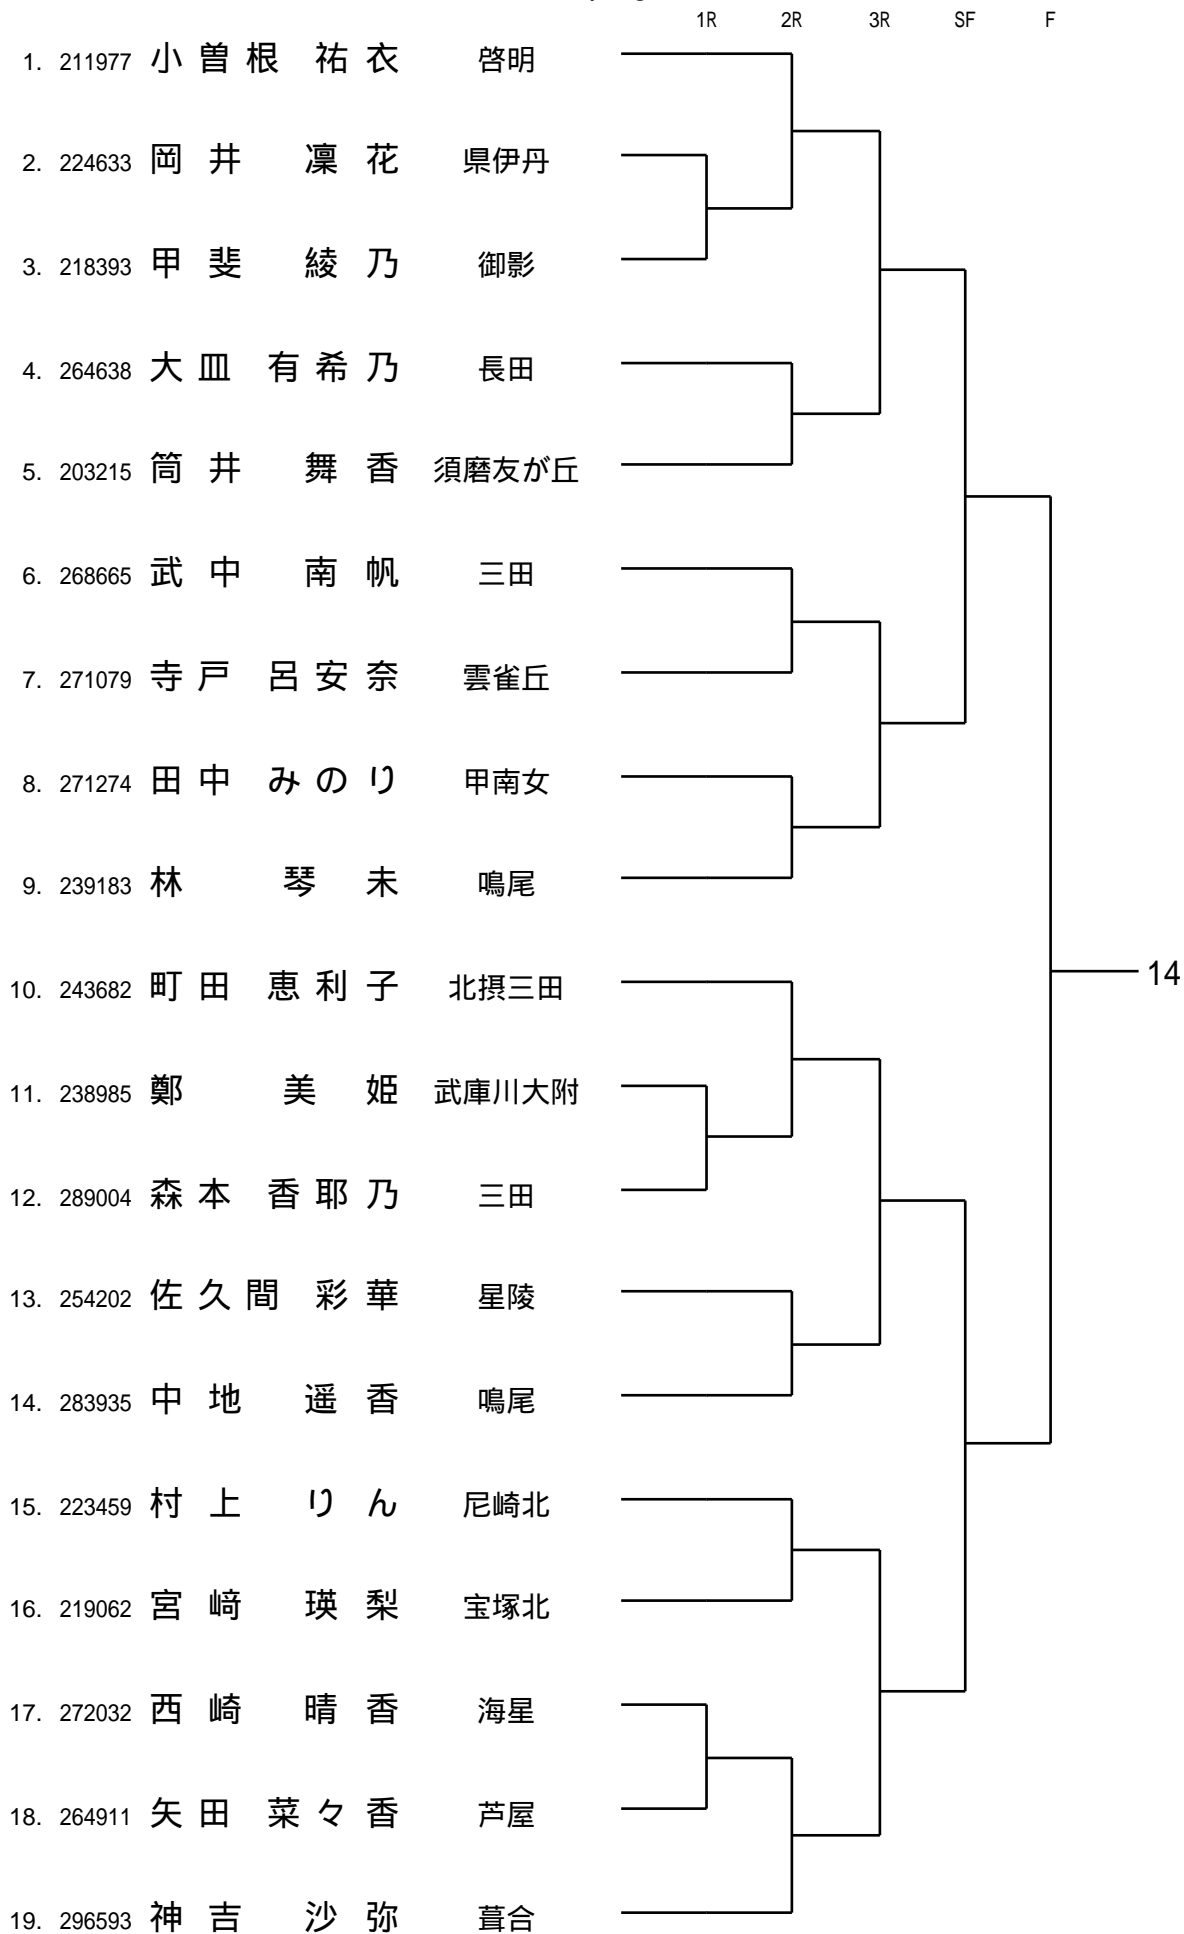 1R 2R 3R SF F
1. 211977 小曽根 祐衣 啓明
2. 224633 岡井 凜花 県伊丹
3. 218393 甲斐 綾乃 御影
4. 264638 大皿 有希乃 長田
5. 203215 筒井 舞香 須磨友が丘
6. 268665 武中 南帆 三田
7. 271079 寺戸 呂安奈 雲雀丘
8. 271274 田中 みのり 甲南女
9. 239183 林 琴未 鳴尾
14
10. 243682 町田 恵利子 北摂三田
11. 238985 鄭 美姫 武庫川大附
12. 289004 森本 香耶乃 三田
13. 254202 佐久間 彩華 星陵
14. 283935 中地 遥香 鳴尾
15. 223459 村上 りん 尼崎北
16. 219062 宮﨑 瑛梨 宝塚北
17. 272032 西崎 晴香 海星
18. 264911 矢田 菜々香 芦屋
19. 296593 神吉 沙弥 葺合